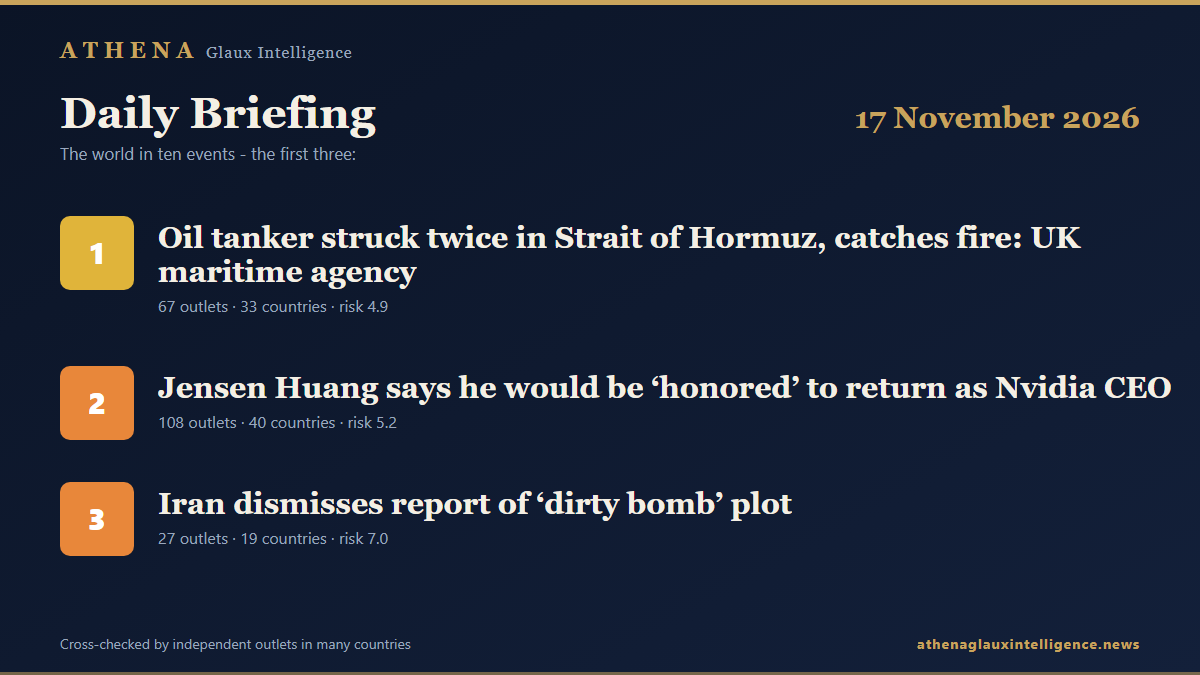 ATHENA Glaux Intelligence
Daily Briefing
17 November 2026
The world in ten events - the first three:
1
Oil tanker struck twice in Strait of Hormuz, catches fire: UK
maritime agency
67 outlets · 33 countries · risk 4.9
2
Jensen Huang says he would be ‘honored’ to return as Nvidia CEO
108 outlets · 40 countries · risk 5.2
3
Iran dismisses report of ‘dirty bomb’ plot
27 outlets · 19 countries · risk 7.0
Cross-checked by independent outlets in many countries
athenaglauxintelligence.news